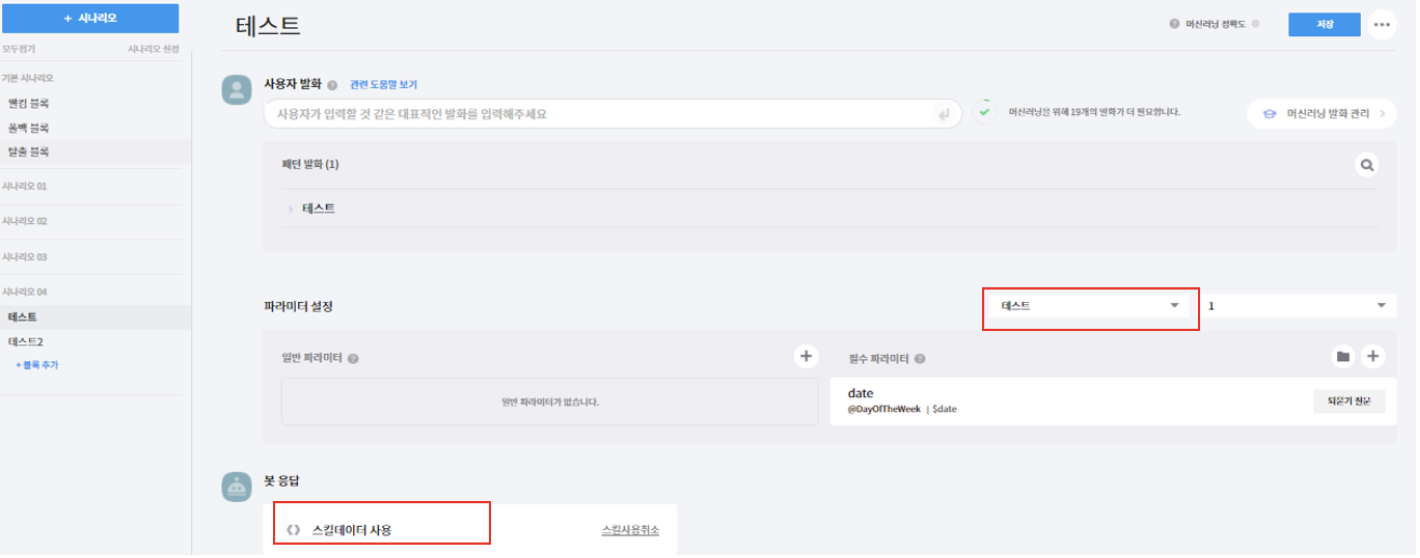 + 시나리오
모두접기 시나리오 설정
기본 시나리오
웰컴 블록
폴백 블록
탈출 블록
시나리오 01
시나리오 02
시나리오 03
시나리오 04
테스트
테스트2
+ 블록 추가
테스트
? 머신러닝 정확도
저장
사용자 발화 ? 관련 도움말 보기
사용자가 입력할 것 같은 대표적인 발화를 입력해주세요
머신러닝을 위해 19개의 발화가 더 필요합니다.
머신러닝 발화 관리 >
패턴 발화 (1)
테스트
파라미터 설정
테스트
1
일반 파라미터 ?
+
일반 파라미터가 없습니다.
필수 파라미터 ?
+
date
@DayOfTheWeek | $date
되묻기 질문
봇 응답
스킬데이터 사용
스킬사용취소